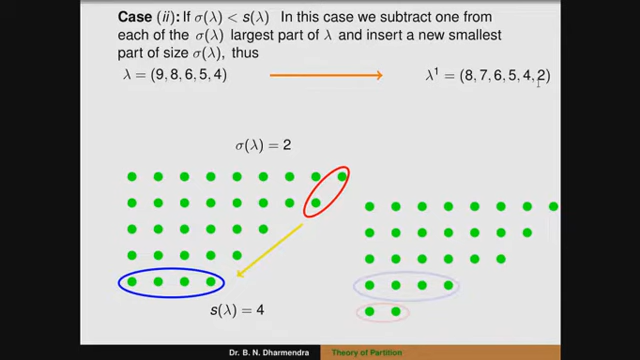 Case (ii): If σ(λ) < s(λ) In this case we subtract one from
each of the σ(λ) largest part of λ and insert a new smallest
part of size σ(λ), thus
λ = (9, 8, 6, 5, 4) λ¹ = (8, 7, 6, 5, 4, 2)
σ(λ) = 2
s(λ) = 4
Dr. B. N. Dharmendra Theory of Partition